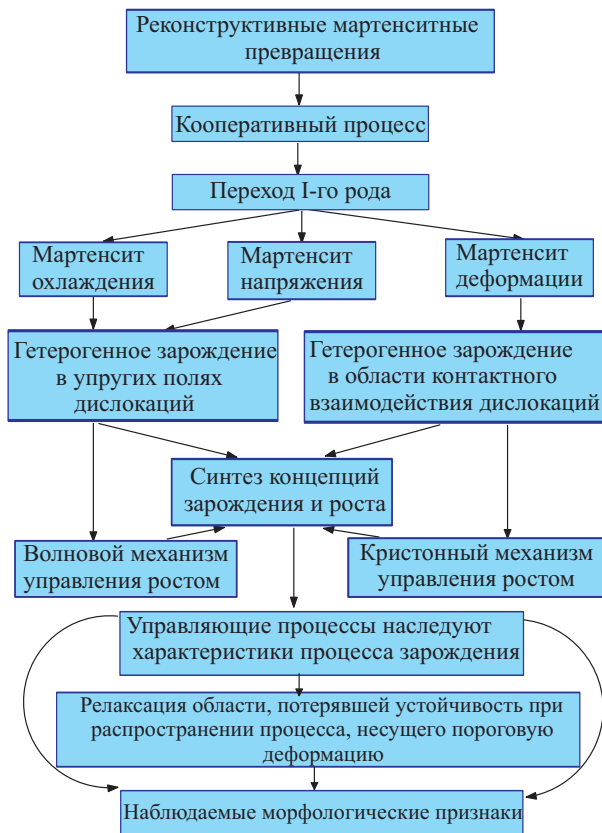 Реконструктивные мартенситные
превращения
Кооперативный процесс
Переход I-го рода
Мартенсит
охлаждения
Мартенсит
напряжения
Мартенсит
деформации
Гетерогенное зарождение
в упругих полях
дислокаций
Гетерогенное зарождение
в области контактного
взаимодействия дислокаций
Синтез концепций
зарождения и роста
Волновой механизм
управления ростом
Кристонный механизм
управления ростом
Управляющие процессы наследуют
характеристики процесса зарождения
Релаксация области, потерявшей устойчивость при
распространении процесса, несущего пороговую
деформацию
Наблюдаемые морфологические признаки